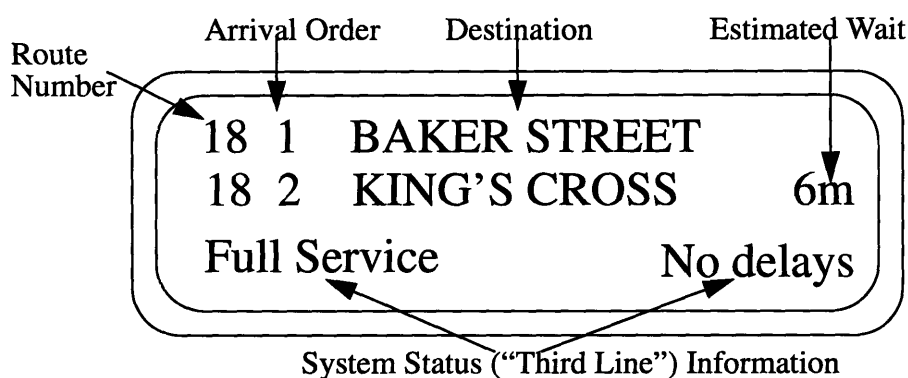 Arrival Order Destination Estimated Wait
Route
Number
18 1 BAKER STREET
18 2 KING'S CROSS 6m
Full Service No delays
System Status (“Third Line”) Information